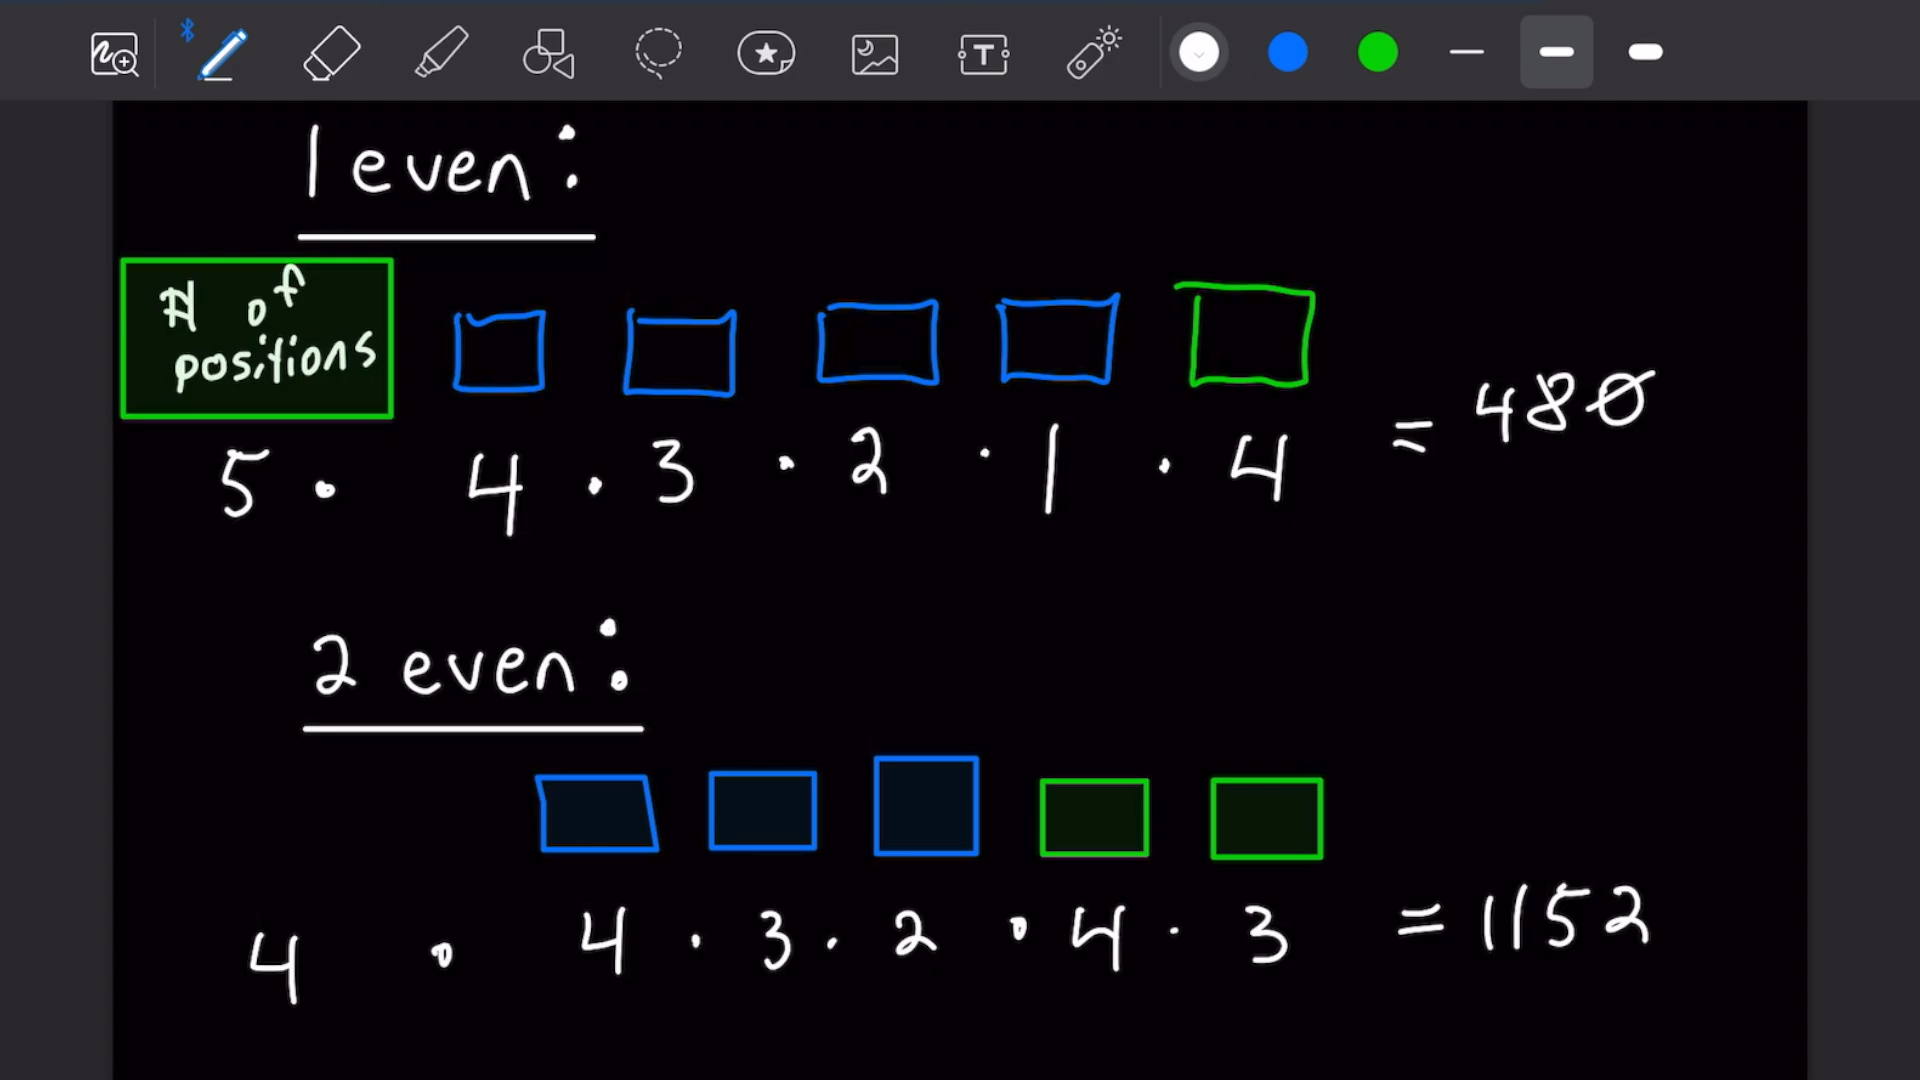 1 even:
# of
positions
5 · 4 · 3 · 2 · 1 · 4 = 480
2 even:
4 · 4 · 3 · 2 · 4 · 3 = 1152